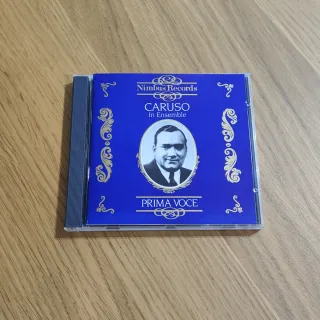 Nimbus Records
CARUSO
In Ensemble
PRIMA VOCE